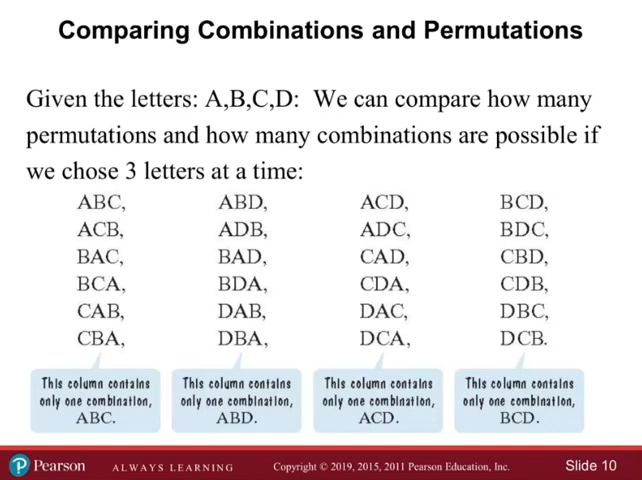 Comparing Combinations and Permutations
Given the letters: A,B,C,D:  We can compare how many
permutations and how many combinations are possible if
we chose 3 letters at a time:
ABC, ABD, ACD, BCD,
ACB, ADB, ADC, BDC,
BAC, BAD, CAD, CBD,
BCA, BDA, CDA, CDB,
CAB, DAB, DAC, DBC,
CBA, DBA, DCA, DCB.
This column contains
only one combination,
ABC.
This column contains
only one combination,
ABD.
This column contains
only one combination,
ACD.
This column contains
only one combination,
BCD.
P Pearson ALWAYS LEARNING Copyright © 2019, 2015, 2011 Pearson Education, Inc. Slide 10